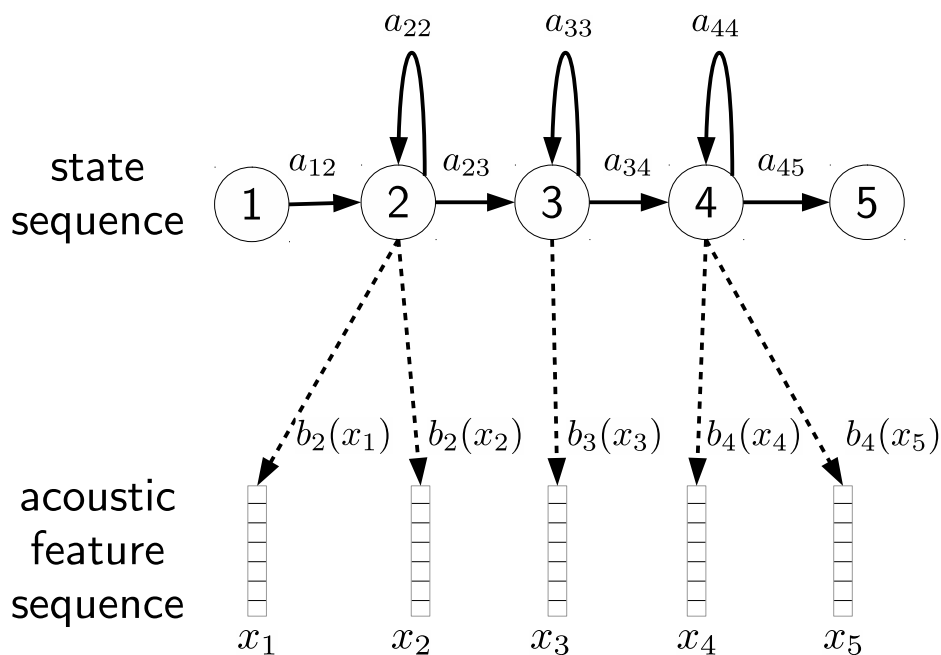 a₂₂ a₃₃ a₄₄
state
sequence
a₁₂ a₂₃ a₃₄ a₄₅
1 2 3 4 5
b₂(x₁) b₂(x₂) b₃(x₃) b₄(x₄) b₄(x₅)
acoustic
feature
sequence
x₁ x₂ x₃ x₄ x₅